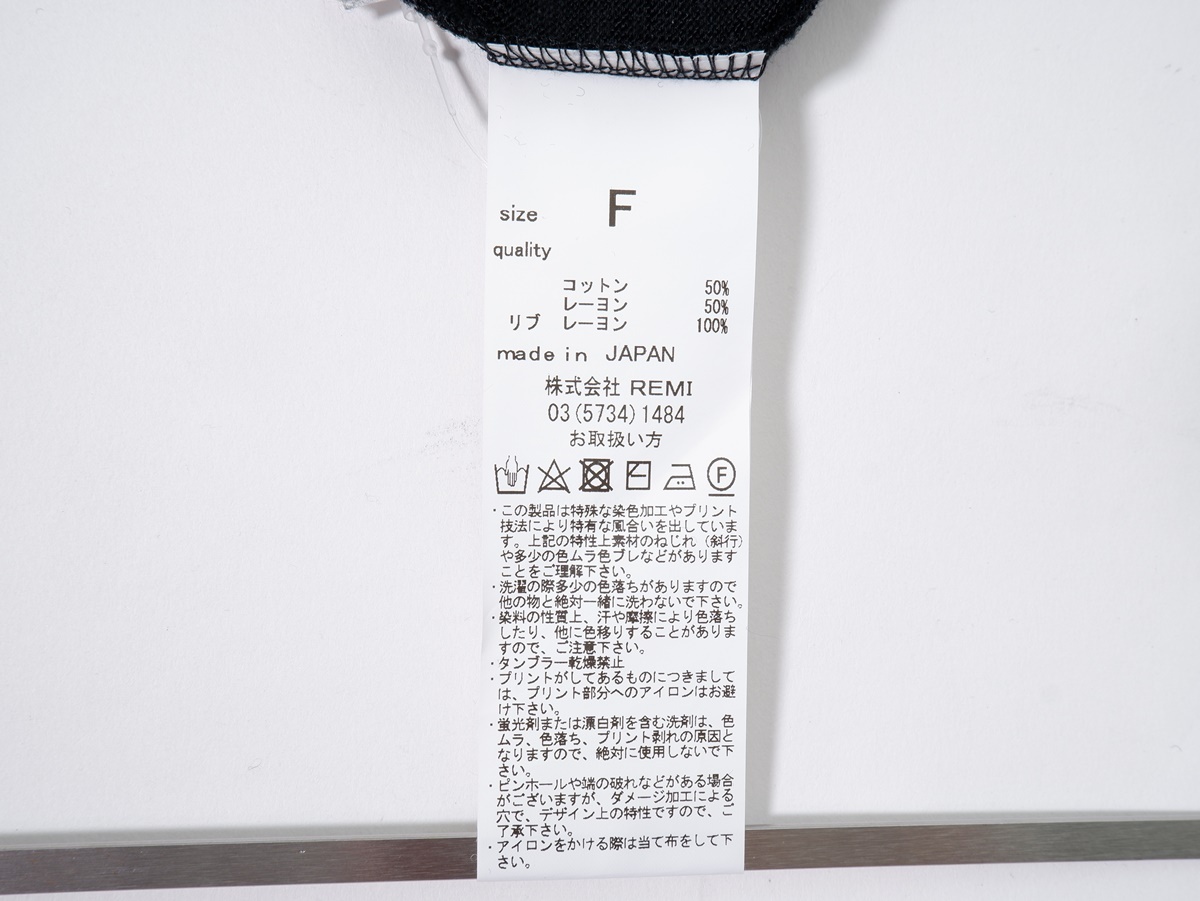 size F
quality
コットン 50%
レーヨン 50%
リブ レーヨン 100%
made in JAPAN
株式会社 REMI
03(5734)1484
お取扱い方
F
・この製品は特殊な染色加工やプリント
技法により特有な風合いを出していま
す。上記の特性上素材のねじれ（斜行）
や多少の色ムラ色ブレなどがあります
ことをご理解下さい。
・洗濯の際多少の色落ちがありますので
他の物と絶対一緒に洗わないで下さい。
・染料の性質上、汗や摩擦により色落ち
したり、他に色移りすることがありま
すので、ご注意下さい。
・タンブラー乾燥禁止
・プリントがしてあるものにつきまして
は、プリント部分へのアイロンはお避
け下さい。
・蛍光剤または漂白剤を含む洗剤は、色
ムラ、色落ち、プリント剥れの原因と
なりますので、絶対に使用しないで下
さい。
・ピンホールや端の破れなどがある場合
がございますが、ダメージ加工による
穴で、デザイン上の特性ですので、ご
了承下さい。
・アイロンをかける際は当て布をして下
さい。